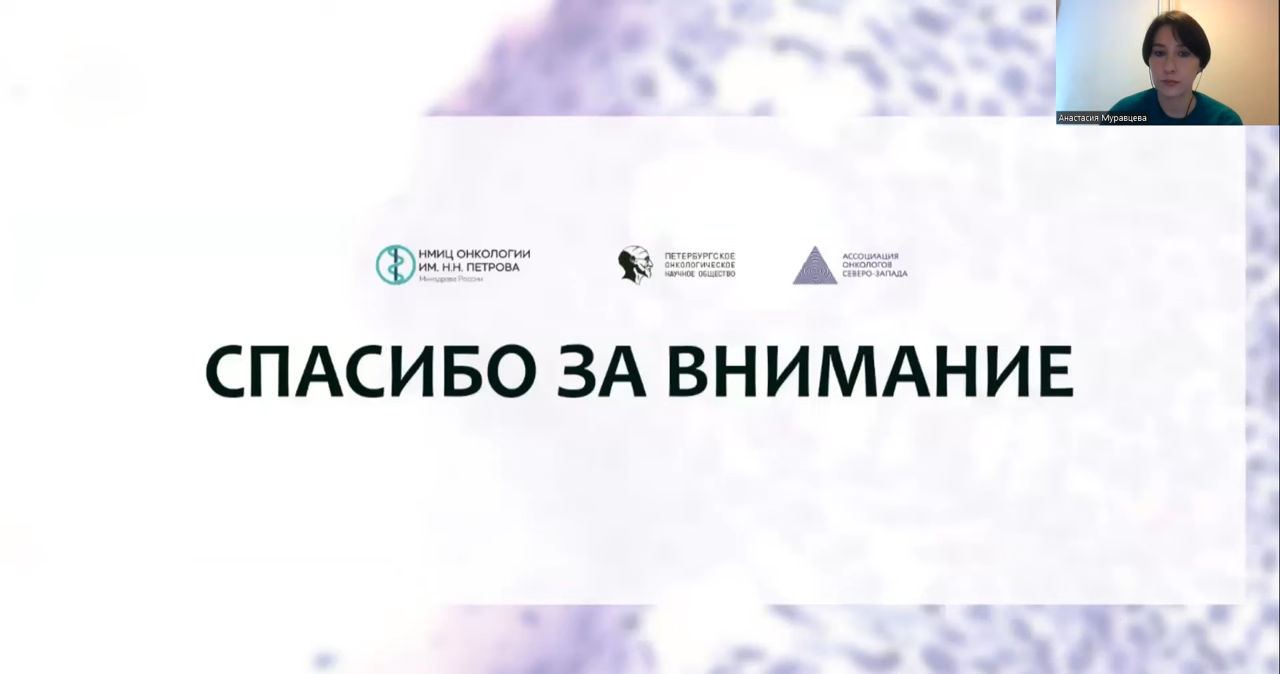 Анастасия Муравцева
НМИЦ ОНКОЛОГИИ
ИМ. Н.Н. ПЕТРОВА
Минздрава России
ПЕТЕРБУРГСКОЕ
ОНКОЛОГИЧЕСКОЕ
НАУЧНОЕ ОБЩЕСТВО
АССОЦИАЦИЯ
ОНКОЛОГОВ
СЕВЕРО-ЗАПАДА
СПАСИБО ЗА ВНИМАНИЕ